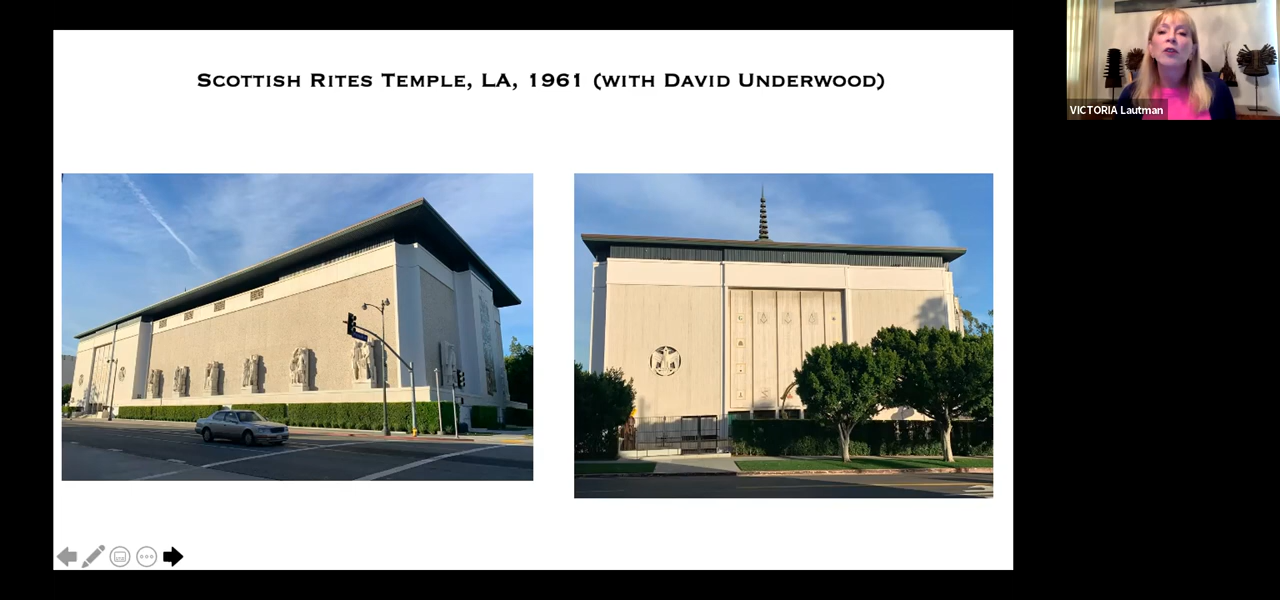 Scottish Rites Temple, LA, 1961 (with David Underwood)
VICTORIA Lautman